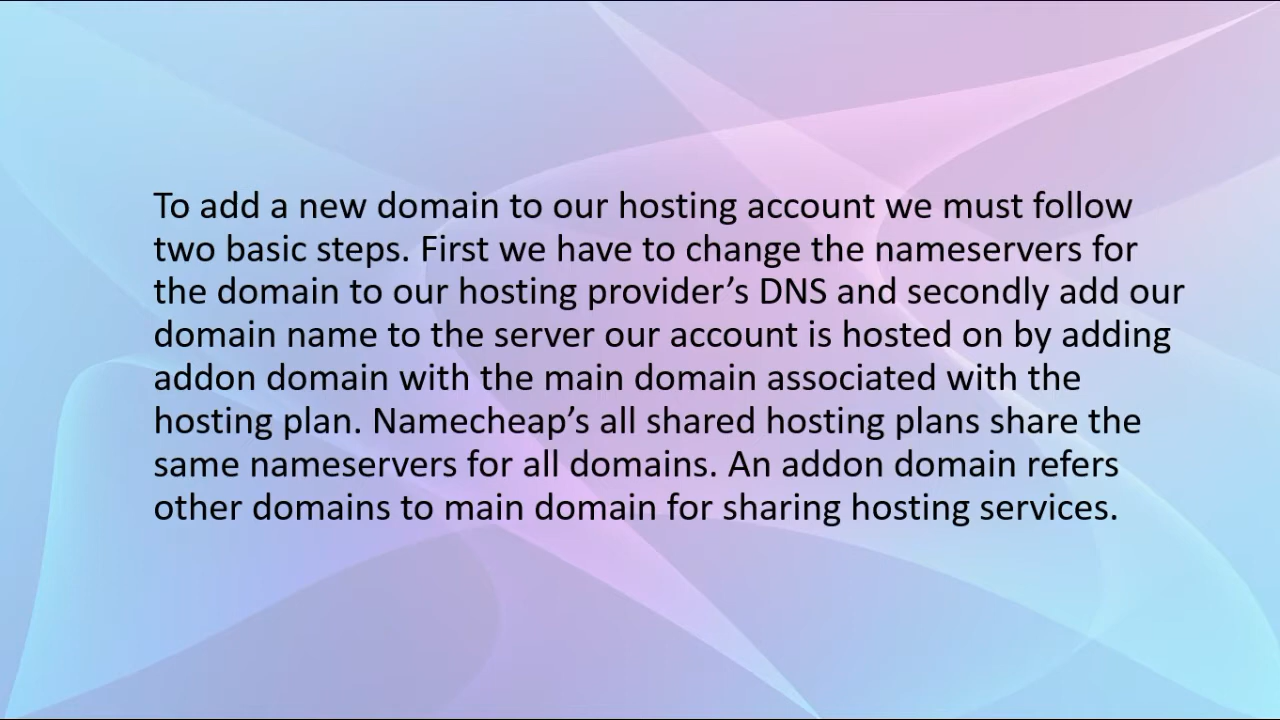 To add a new domain to our hosting account we must follow
two basic steps. First we have to change the nameservers for
the domain to our hosting provider’s DNS and secondly add our
domain name to the server our account is hosted on by adding
addon domain with the main domain associated with the
hosting plan. Namecheap’s all shared hosting plans share the
same nameservers for all domains. An addon domain refers
other domains to main domain for sharing hosting services.